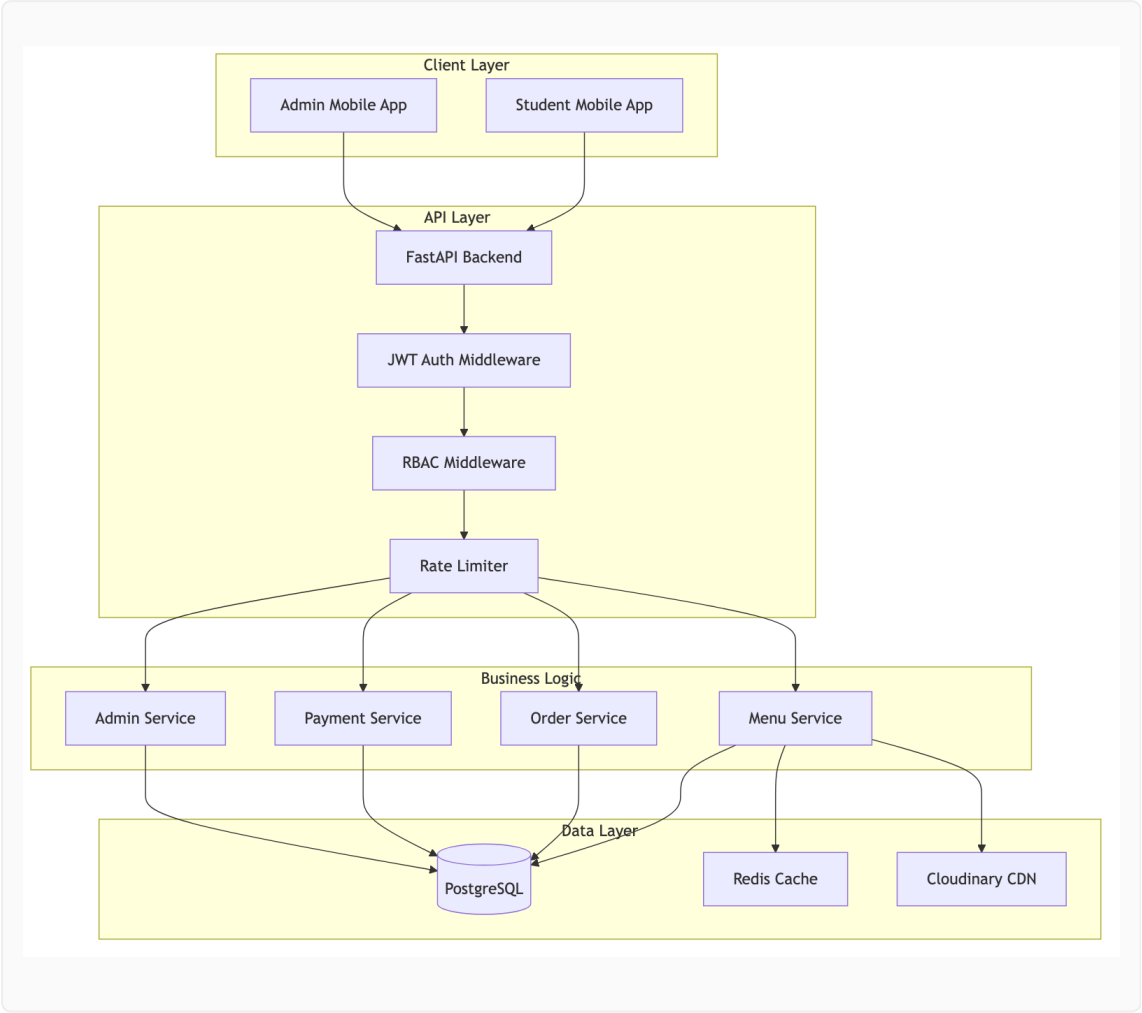 Client Layer
Admin Mobile App
Student Mobile App
API Layer
FastAPI Backend
JWT Auth Middleware
RBAC Middleware
Rate Limiter
Business Logic
Admin Service
Payment Service
Order Service
Menu Service
Data Layer
PostgreSQL
Redis Cache
Cloudinary CDN